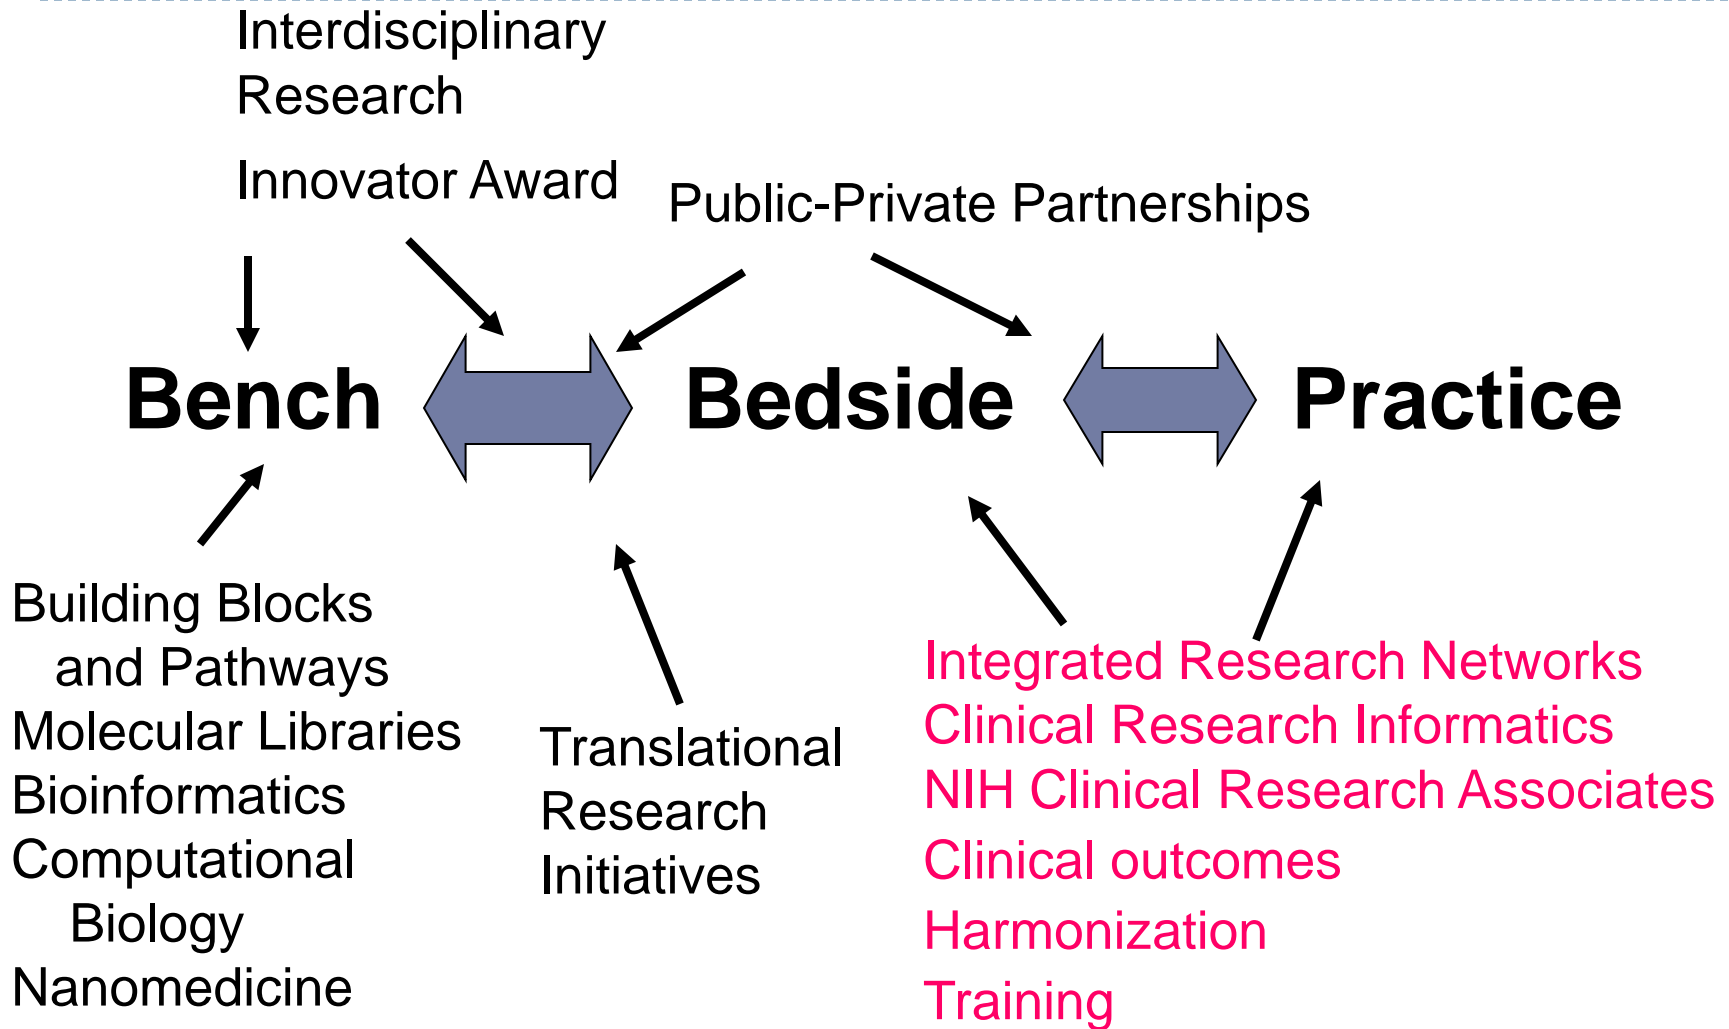 Interdisciplinary
Research
Innovator Award
Public-Private Partnerships
Bench
Bedside
Practice
Building Blocks
and Pathways
Molecular Libraries
Bioinformatics
Computational
Biology
Nanomedicine
Translational
Research
Initiatives
Integrated Research Networks
Clinical Research Informatics
NIH Clinical Research Associates
Clinical outcomes
Harmonization
Training